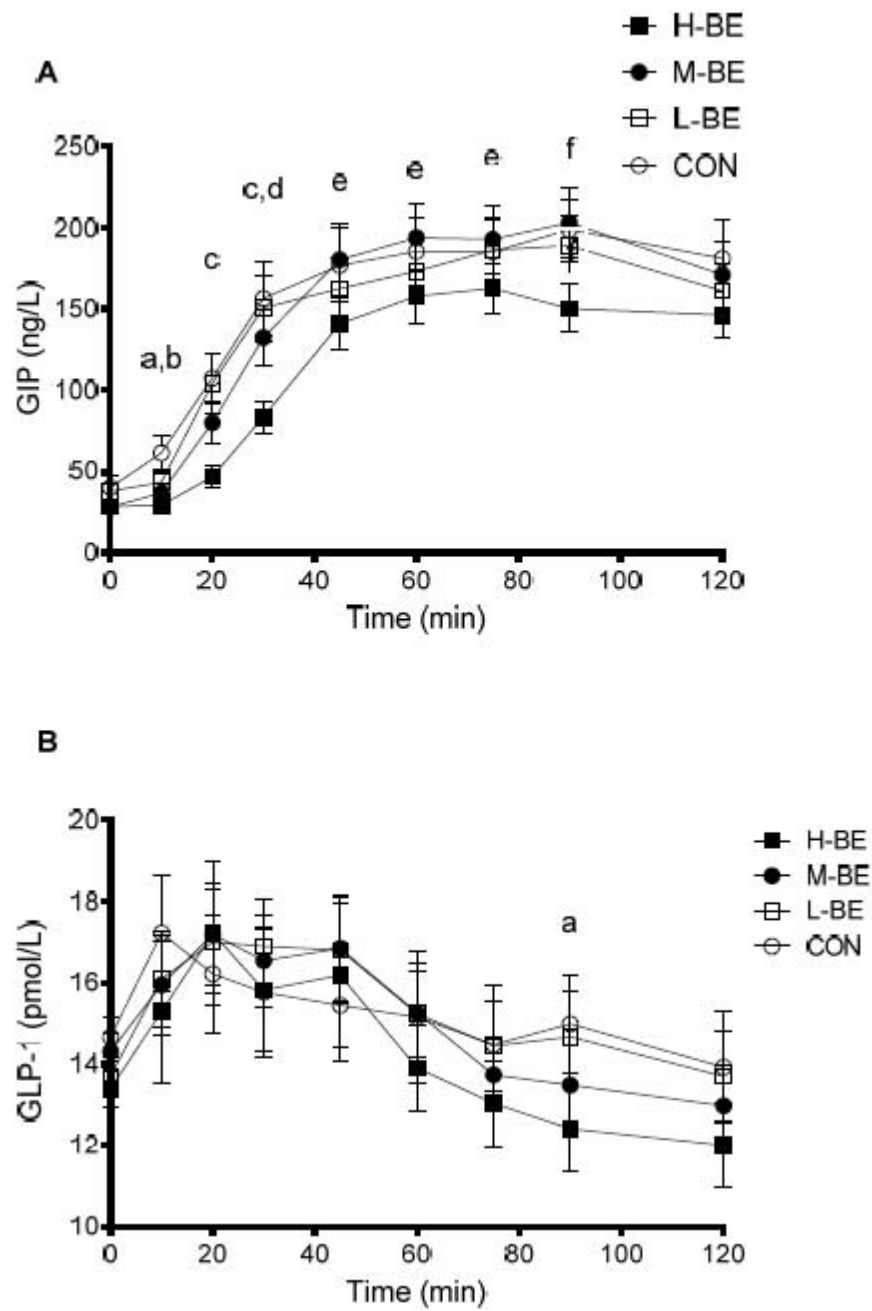 A
H-BE
M-BE
L-BE
CON
GIP (ng/L)
250
200
150
100
50
0
a,b
c
c,d
e
e
e
f
0 20 40 60 80 100 120
Time (min)
B
H-BE
M-BE
L-BE
CON
GLP-1 (pmol/L)
20
18
16
14
12
10
a
0 20 40 60 80 100 120
Time (min)